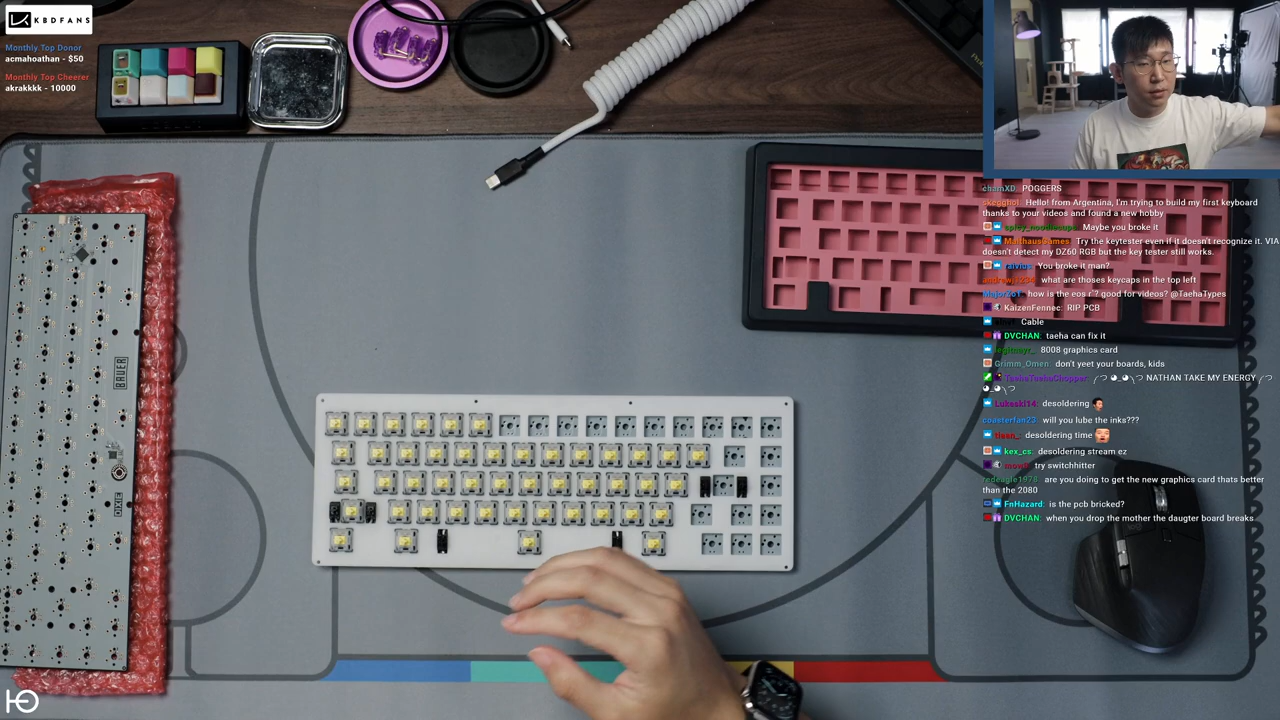 KBDFANS
Monthly Top Donor
acmahoathan - $50
Monthly Top Cheerer
akrakkkk - 10000
BAUER
chamXD: POGGERS
Hello! from Argentina, I'm trying to build my first keyboard
thanks to your videos and found a new hobby
Maybe you broke it
MalthausGames: Try the keytester even if it doesn't recognize it. VIA
doesn't detect my DZ60 RGB but the key tester still works.
You broke it man?
what are thoses keycaps in the top left
how is the eos r ? good for videos? @TaehaTypes
KaizenFennec: RIP PCB
Cable
DVCHAN: taeha can fix it
8008 graphics card
Grimm_Omen: don't yeet your boards, kids
NATHAN TAKE MY ENERGY
Lukeski14: desoldering
coasterfan23: will you lube the inks???
desoldering time
kex_cs: desoldering stream ez
try switchhitter
redeagle1978: are you doing to get the new graphics card thats better
than the 2080
FnHazard: is the pcb bricked?
DVCHAN: when you drop the mother the daugter board breaks